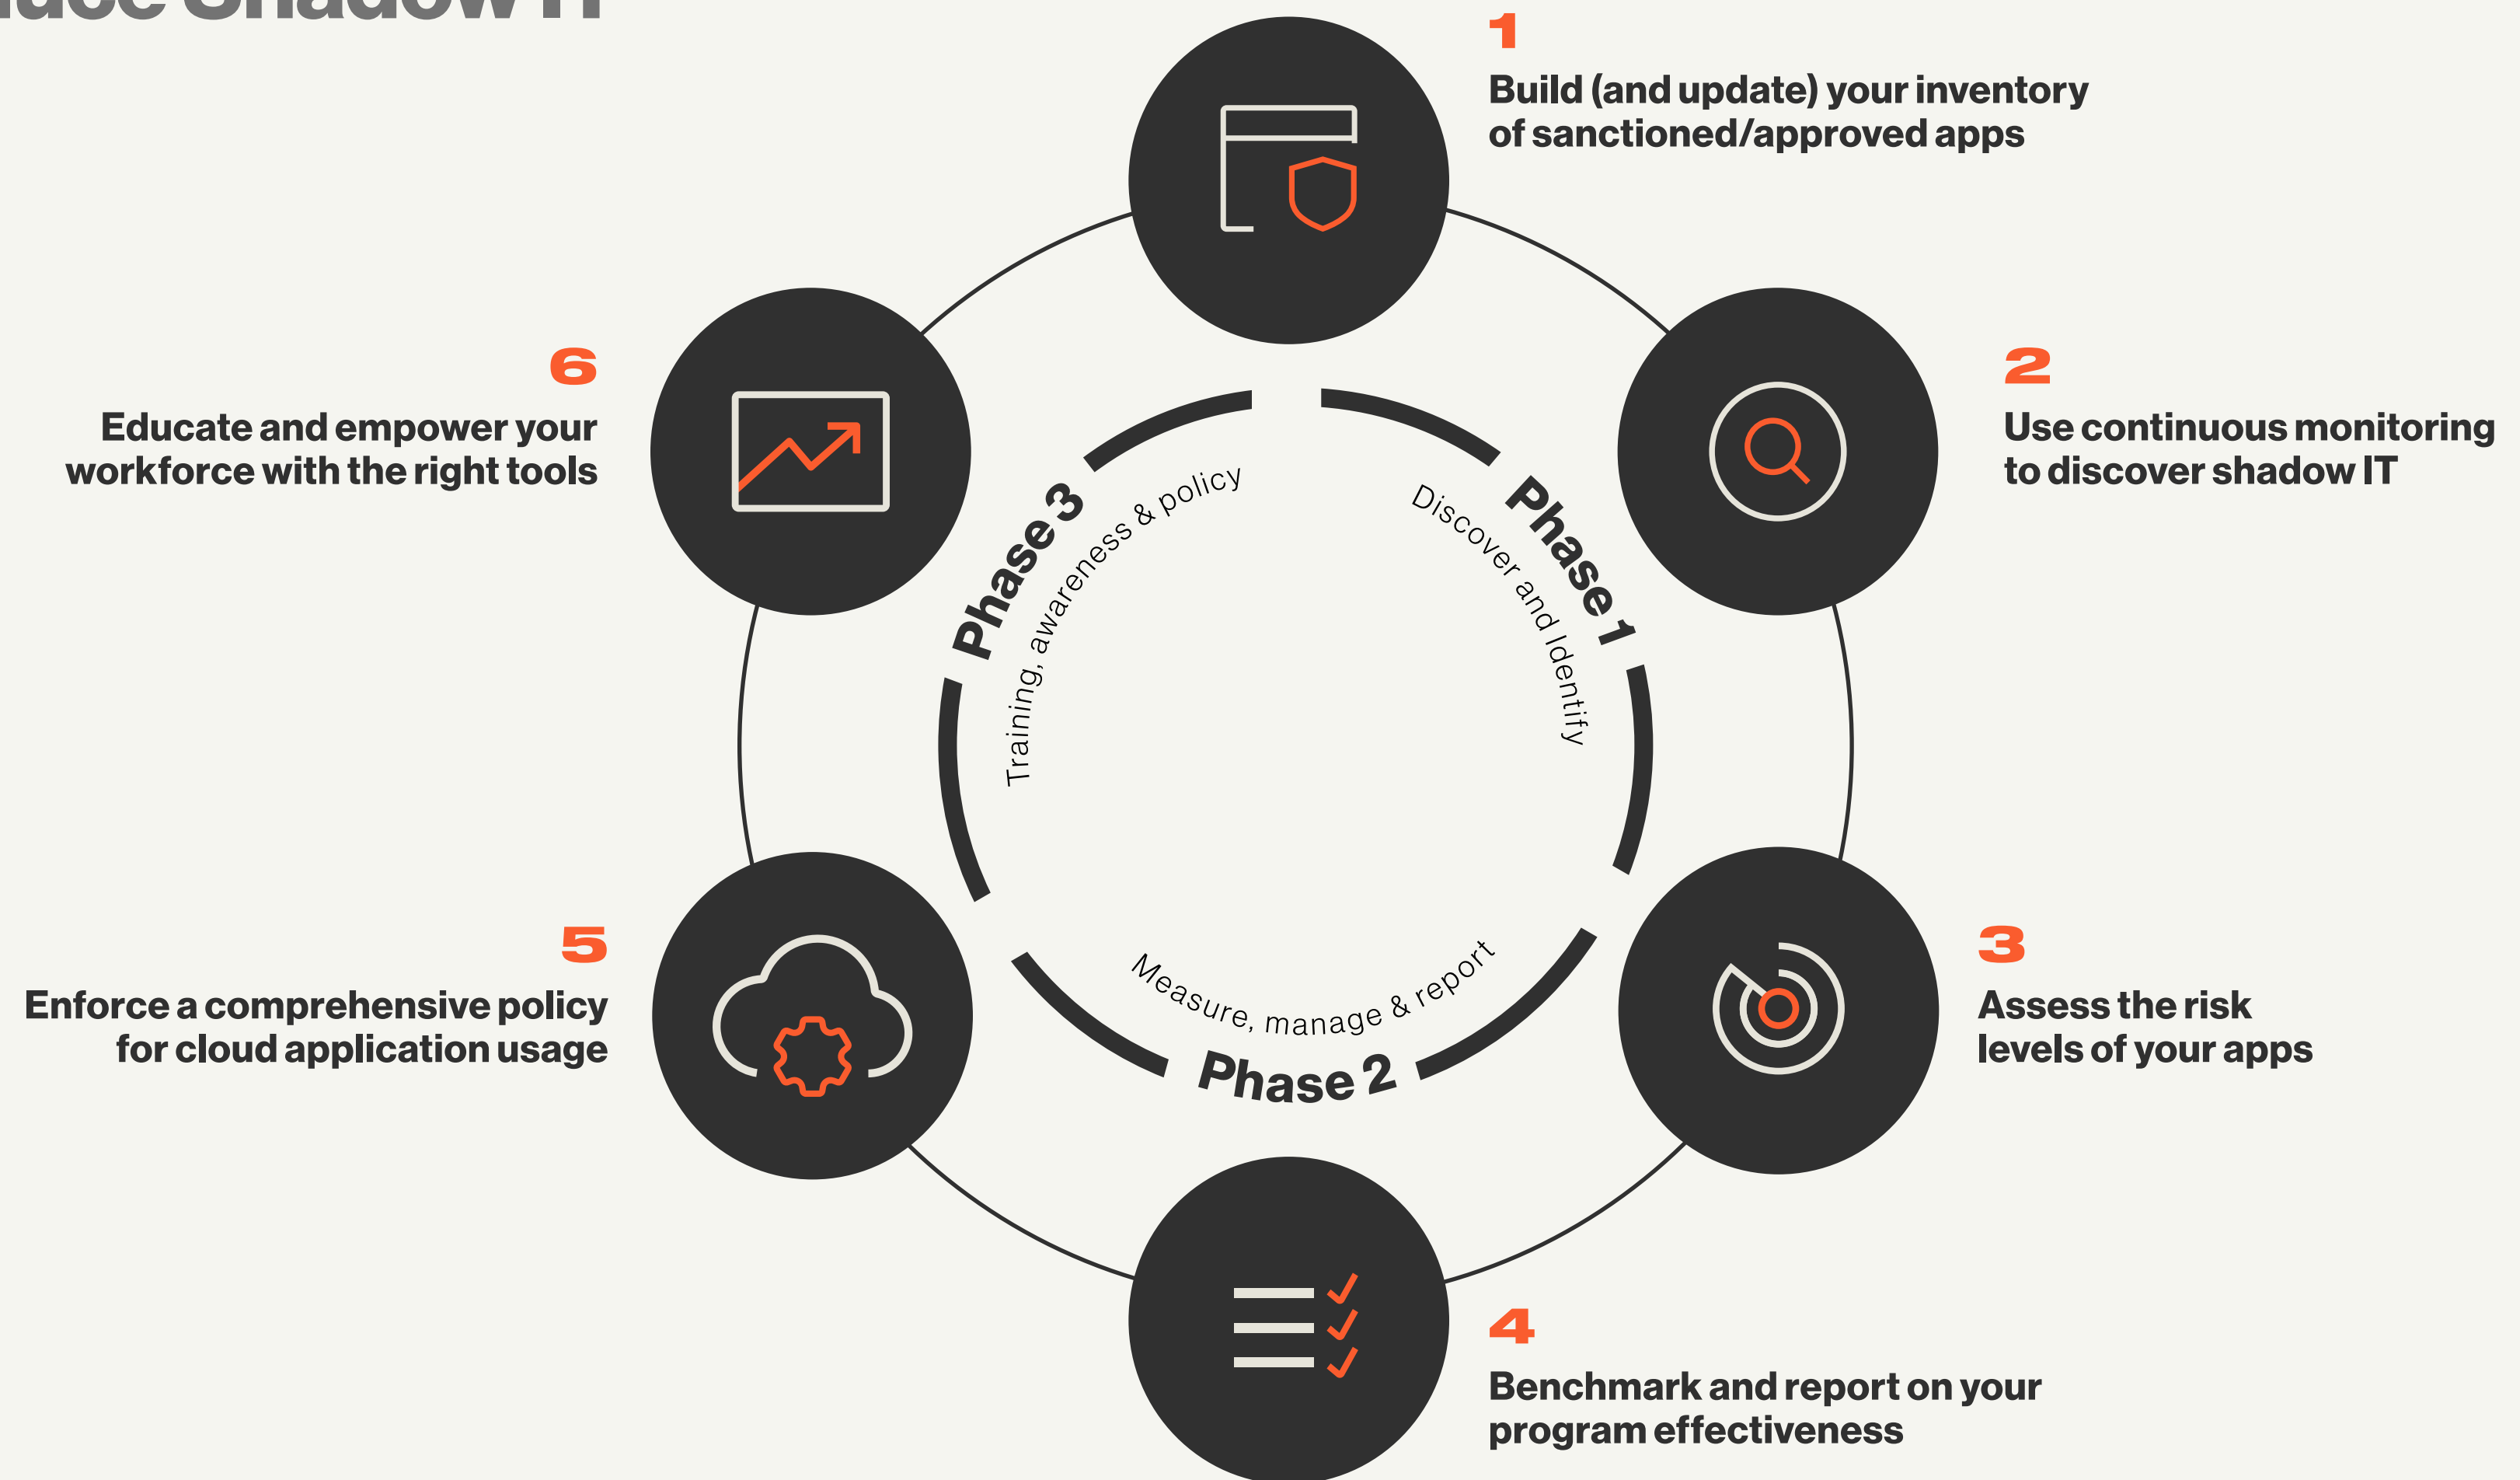 Shadow IT
1
Build (and update) your inventory
of sanctioned/approved apps
2
Use continuous monitoring
to discover shadow IT
3
Assess the risk
levels of your apps
4
Benchmark and report on your
program effectiveness
5
Enforce a comprehensive policy
for cloud application usage
6
Educate and empower your
workforce with the right tools
Phase 1
Discover and Identify
Phase 2
Measure, manage & report
Phase 3
Training, awareness & policy